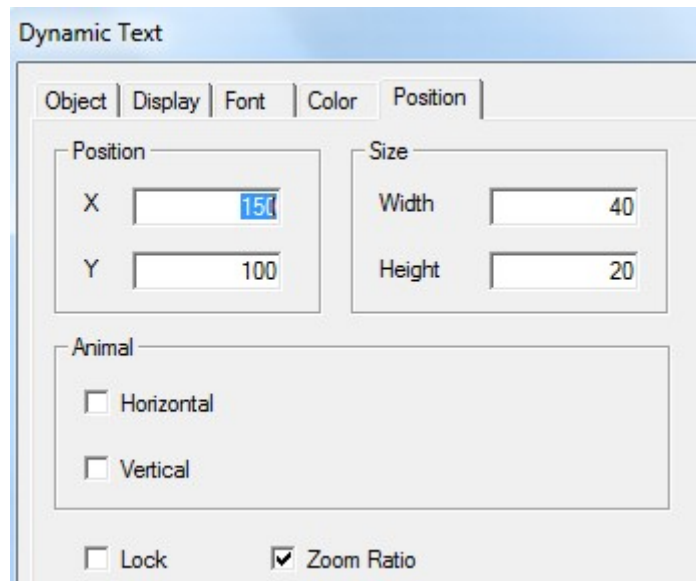 Dynamic Text
Object Display Font Color Position
Position Size
X 150 Width 40
Y 100 Height 20
Animal
Horizontal
Vertical
Lock Zoom Ratio